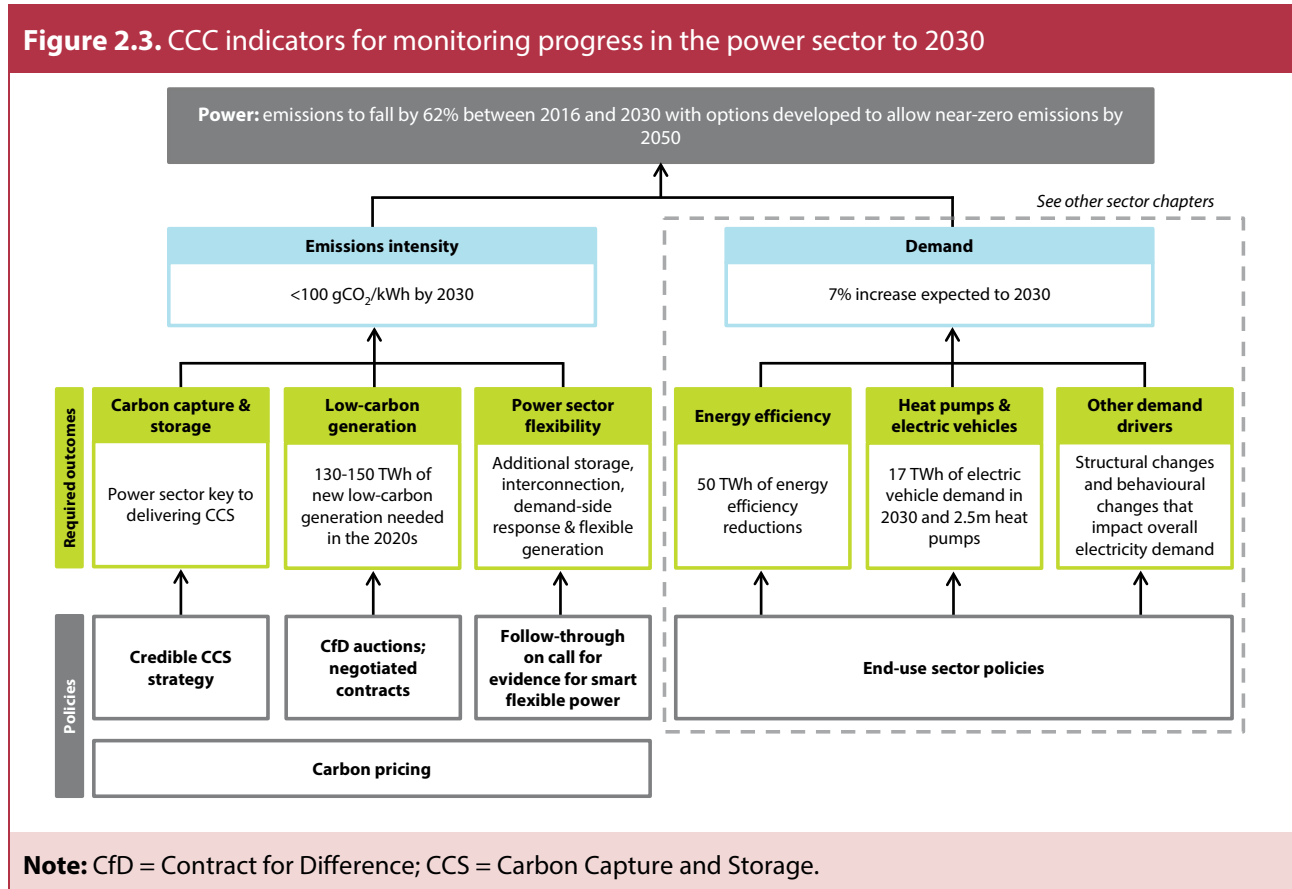 Figure 2.3. CCC indicators for monitoring progress in the power sector to 2030
Power: emissions to fall by 62% between 2016 and 2030 with options developed to allow near-zero emissions by
2050
See other sector chapters
Emissions intensity
<100 gCO₂/kWh by 2030
Demand
7% increase expected to 2030
Required outcomes
Carbon capture &
storage
Power sector key to
delivering CCS
Low-carbon
generation
130-150 TWh of
new low-carbon
generation needed
in the 2020s
Power sector
flexibility
Additional storage,
interconnection,
demand-side
response & flexible
generation
Energy efficiency
50 TWh of energy
efficiency
reductions
Heat pumps &
electric vehicles
17 TWh of electric
vehicle demand in
2030 and 2.5m heat
pumps
Other demand
drivers
Structural changes
and behavioural
changes that
impact overall
electricity demand
Policies
Credible CCS
strategy
CfD auctions;
negotiated
contracts
Follow-through
on call for
evidence for smart
flexible power
End-use sector policies
Carbon pricing
Note: CfD = Contract for Difference; CCS = Carbon Capture and Storage.